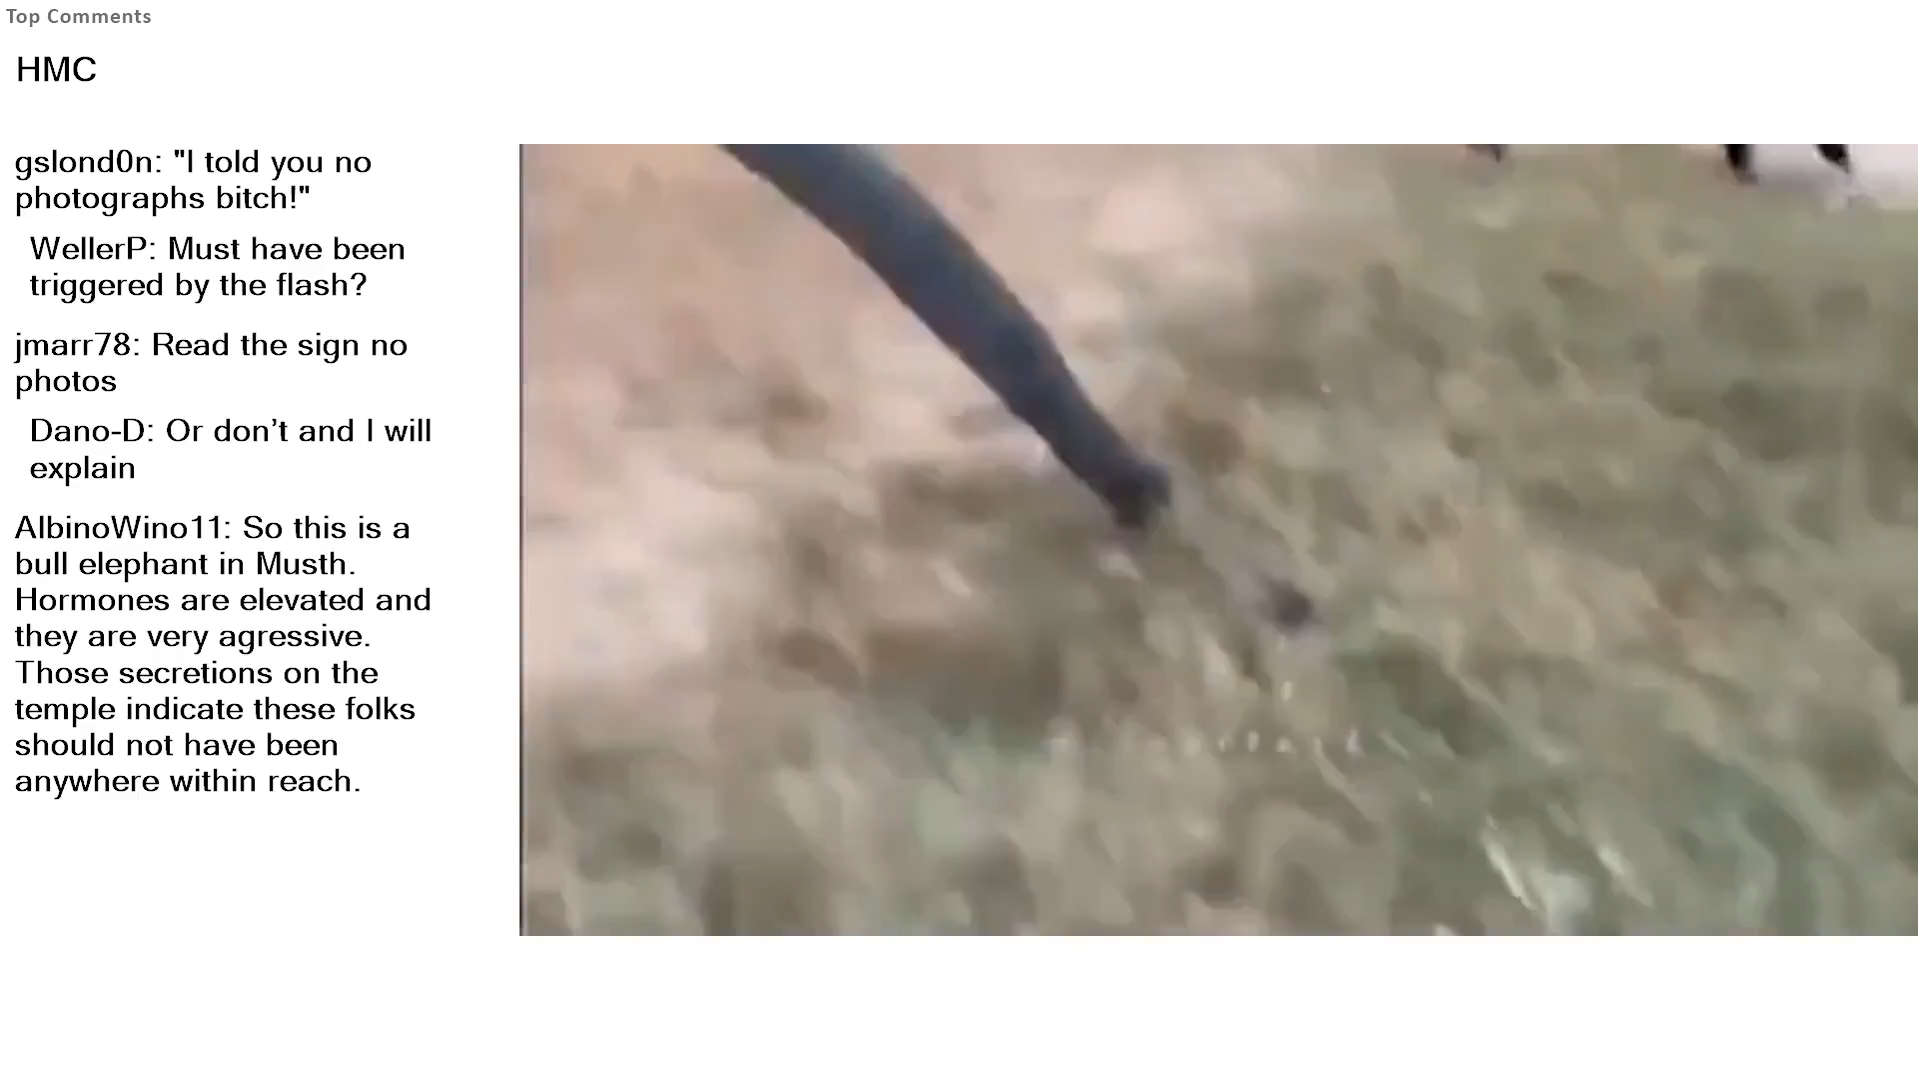 Top Comments
HMC
gslond0n: "I told you no
photographs bitch!"
WellerP: Must have been
triggered by the flash?
jmarr78: Read the sign no
photos
Dano-D: Or don’t and I will
explain
AlbinoWino11: So this is a
bull elephant in Musth.
Hormones are elevated and
they are very agressive.
Those secretions on the
temple indicate these folks
should not have been
anywhere within reach.